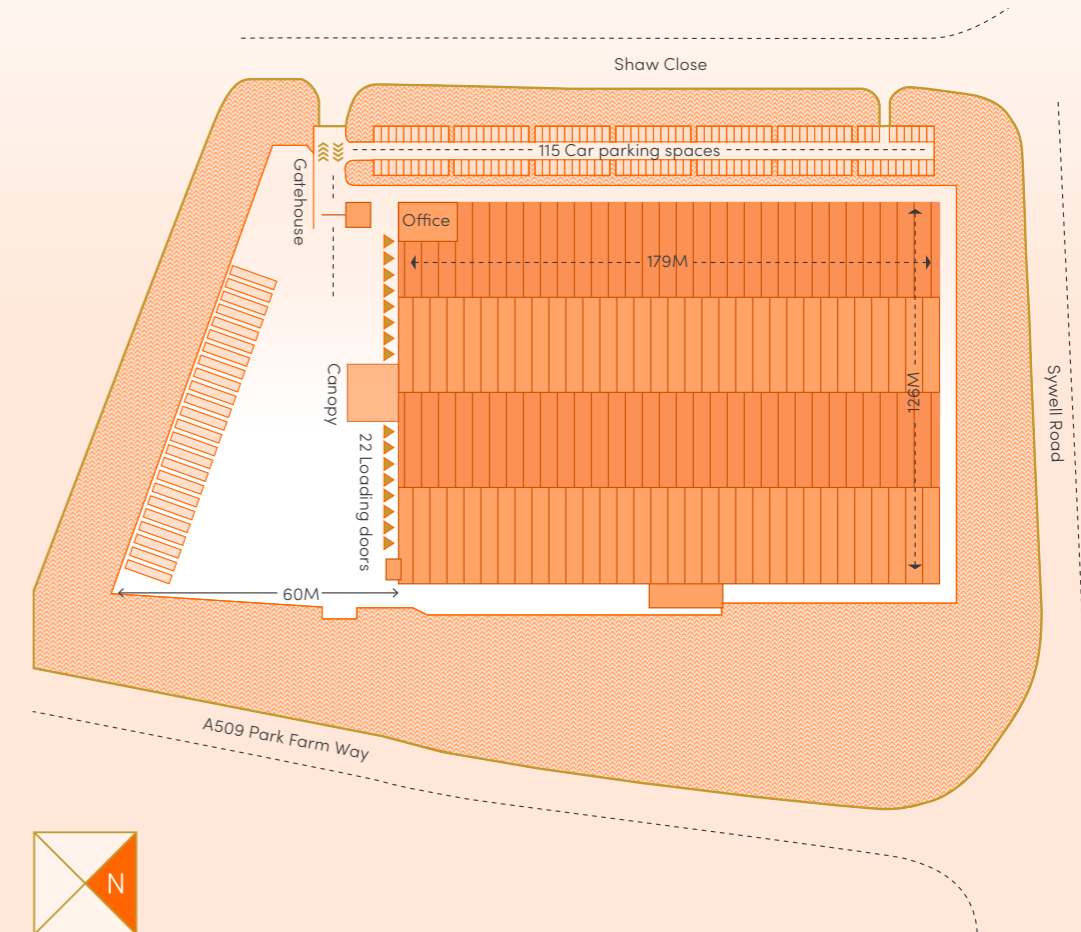 Shaw Close
115 Car parking spaces
Gatehouse
Office
179M
Canopy
126M
Sywell Road
22 Loading doors
60M
A509 Park Farm Way
N